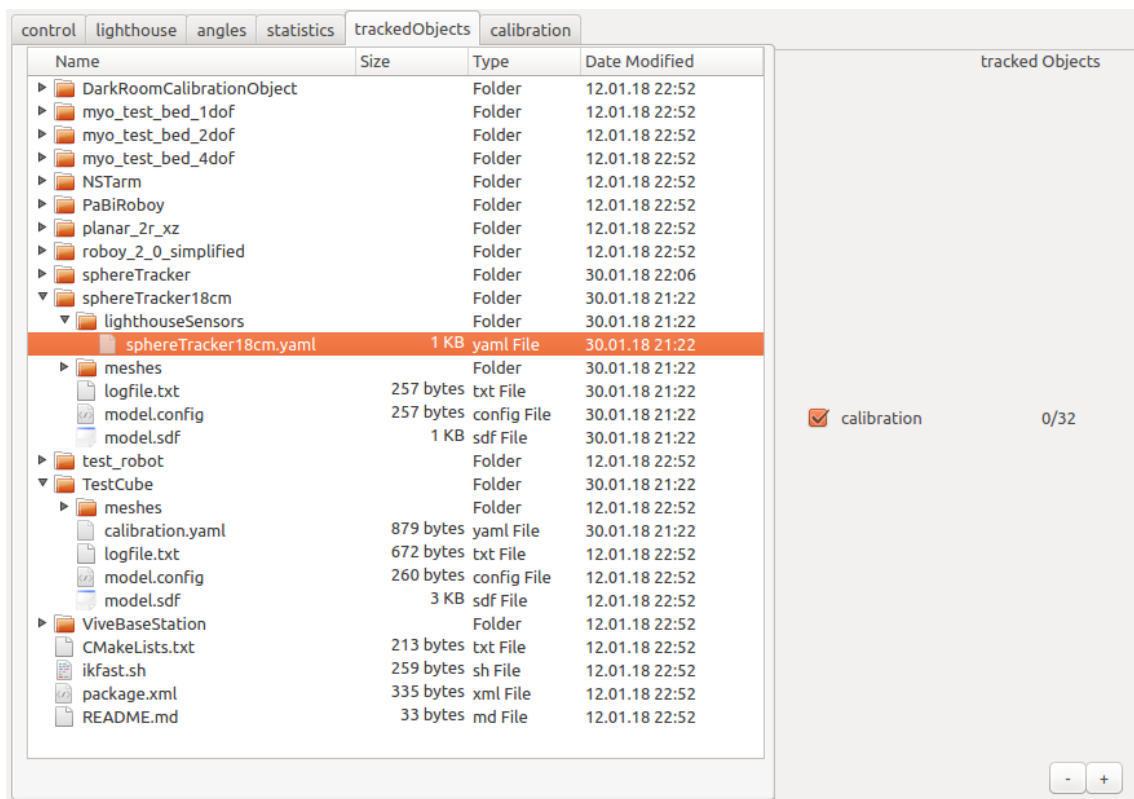 control lighthouse angles statistics trackedObjects calibration
Name Size Type Date Modified
tracked Objects
DarkRoomCalibrationObject Folder 12.01.18 22:52
myo_test_bed_1dof Folder 12.01.18 22:52
myo_test_bed_2dof Folder 12.01.18 22:52
myo_test_bed_4dof Folder 12.01.18 22:52
NSTarm Folder 12.01.18 22:52
PaBiRoboy Folder 12.01.18 22:52
planar_2r_xz Folder 12.01.18 22:52
roboy_2_0_simplified Folder 12.01.18 22:52
sphereTracker Folder 30.01.18 22:06
sphereTracker18cm Folder 30.01.18 21:22
lighthouseSensors Folder 30.01.18 21:22
sphereTracker18cm.yaml 1 KB yaml File 30.01.18 21:22
meshes Folder 30.01.18 21:22
logfile.txt 257 bytes txt File 30.01.18 21:22
model.config 257 bytes config File 30.01.18 21:22
calibration 0/32
model.sdf 1 KB sdf File 30.01.18 21:22
test_robot Folder 12.01.18 22:52
TestCube Folder 30.01.18 21:22
meshes Folder 12.01.18 22:52
calibration.yaml 879 bytes yaml File 30.01.18 21:22
logfile.txt 672 bytes txt File 12.01.18 22:52
model.config 260 bytes config File 12.01.18 22:52
model.sdf 3 KB sdf File 12.01.18 22:52
ViveBaseStation Folder 12.01.18 22:52
CMakeLists.txt 213 bytes txt File 12.01.18 22:52
ikfast.sh 259 bytes sh File 12.01.18 22:52
package.xml 335 bytes xml File 12.01.18 22:52
README.md 33 bytes md File 12.01.18 22:52
- +